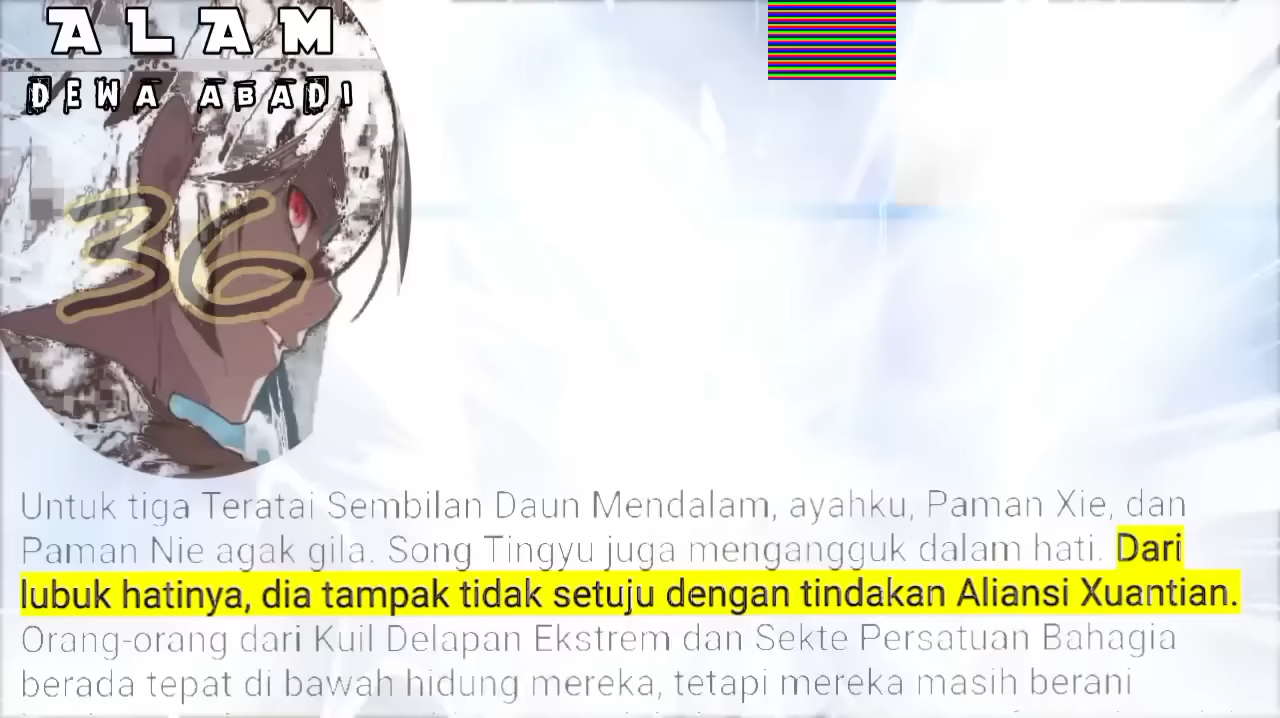 ALAM
DEWA ABADI
36
Untuk tiga Teratai Sembilan Daun Mendalam, ayahku, Paman Xie, dan
Paman Nie agak gila. Song Tingyu juga mengangguk dalam hati. Dari
lubuk hatinya, dia tampak tidak setuju dengan tindakan Aliansi Xuantian.
Orang-orang dari Kuil Delapan Ekstrem dan Sekte Persatuan Bahagia
berada tepat di bawah hidung mereka, tetapi mereka masih berani